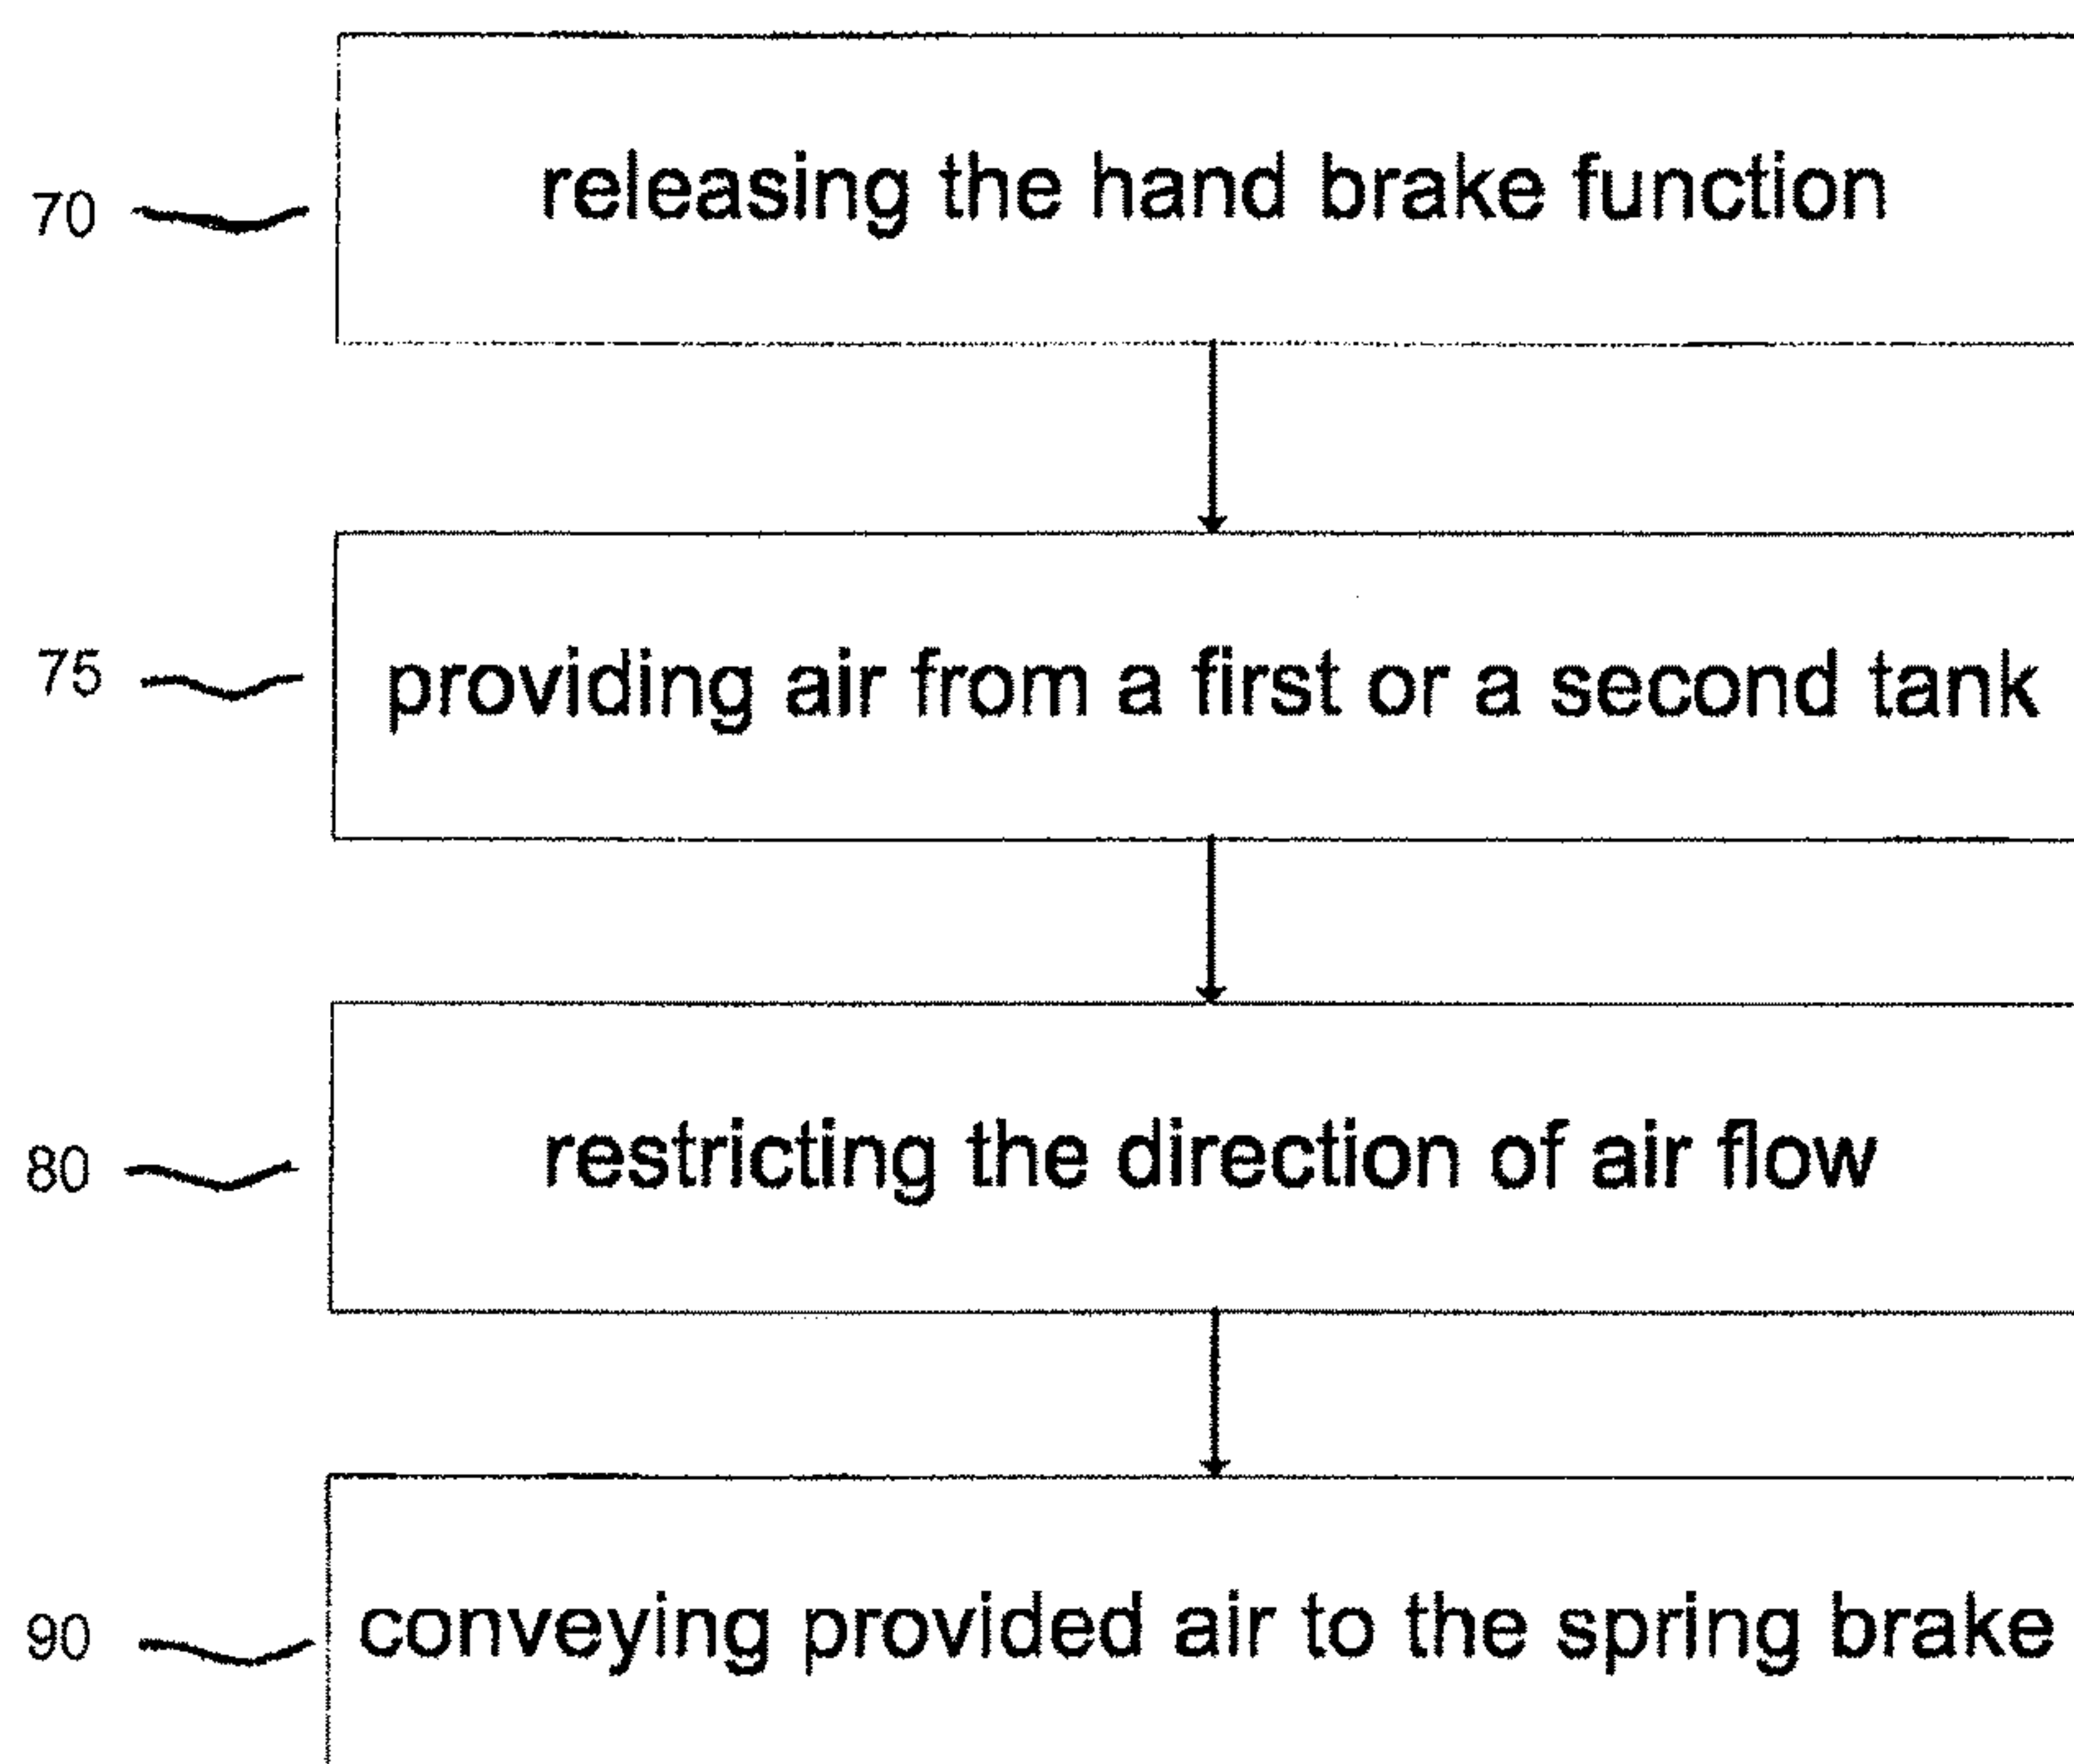 70 releasing the hand brake function
75 providing air from a first or a second tank
80 restricting the direction of air flow
90 conveying provided air to the spring brake